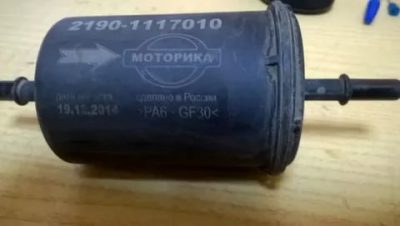 2190-1117010
МОТОРИКА
сделано в России
19.12.2014
>PA6 - GF30<